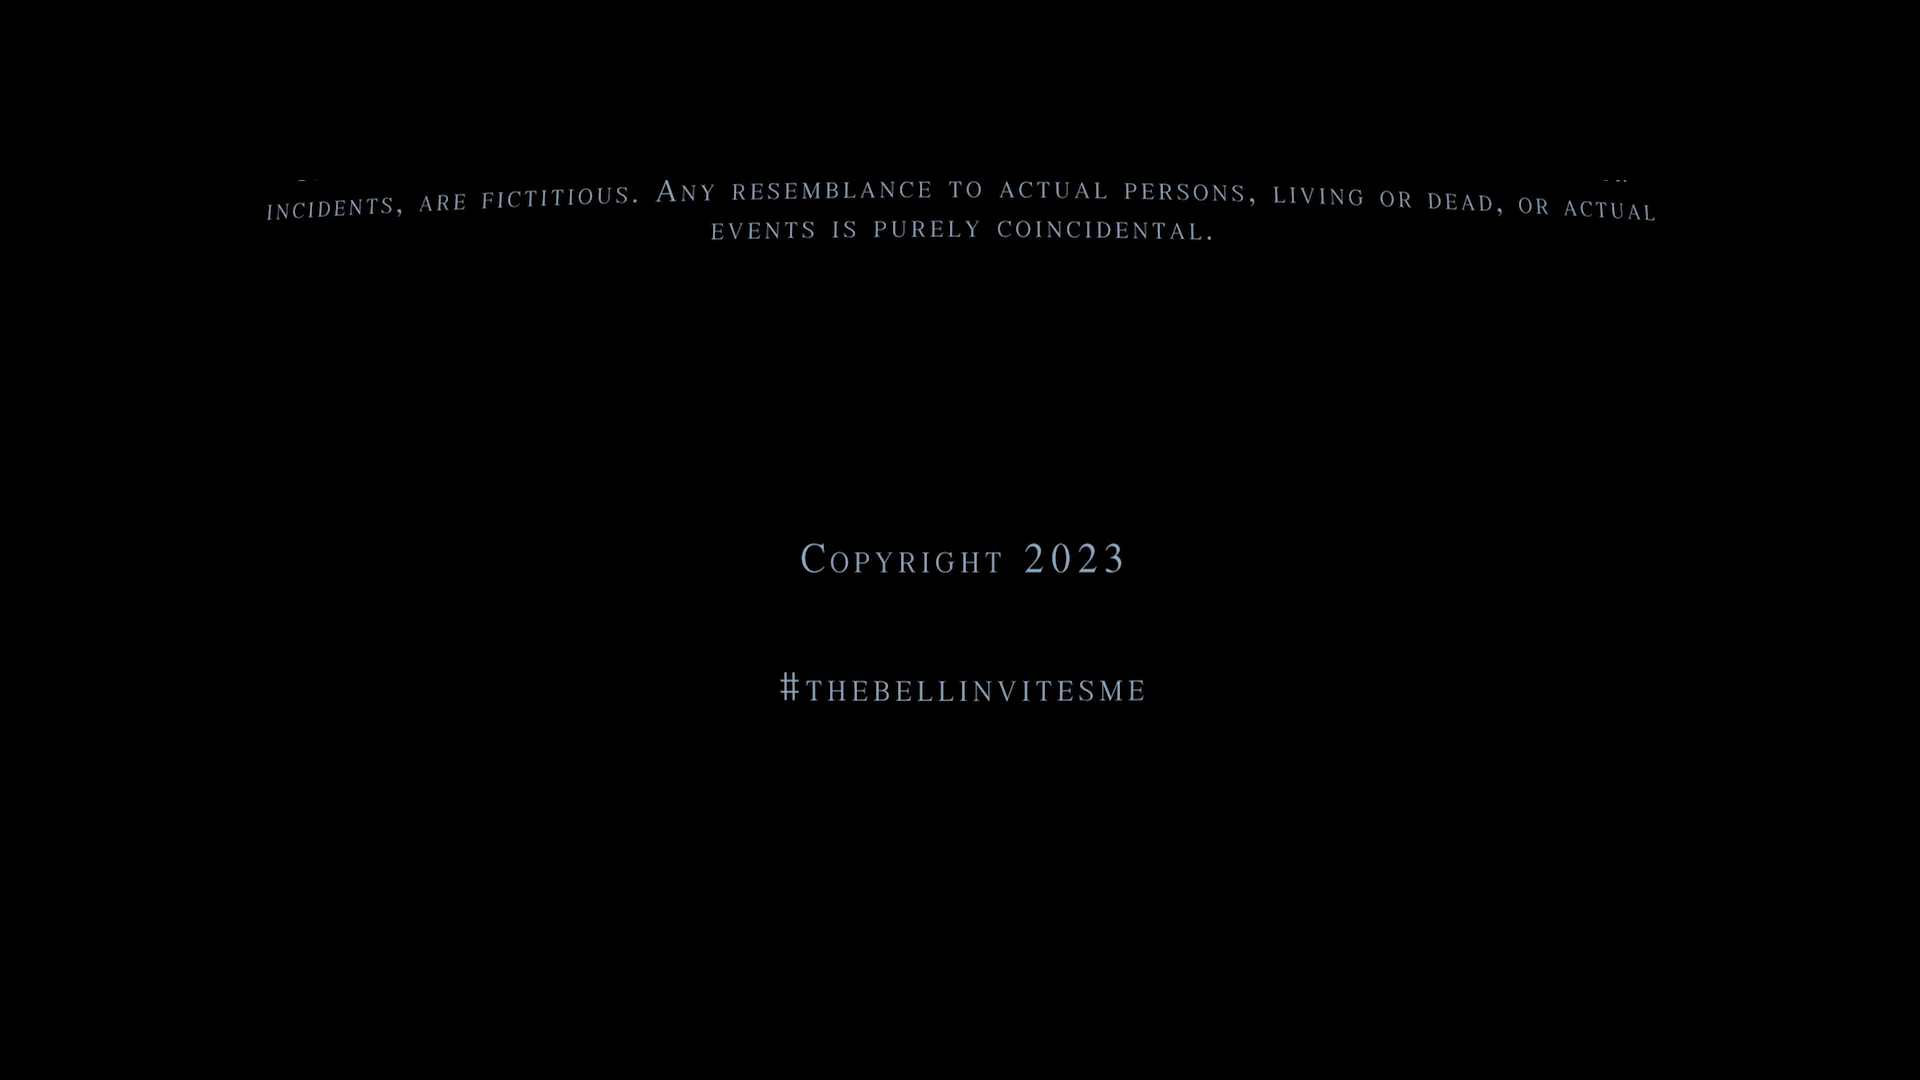 incidents, are fictitious. Any resemblance to actual persons, living or dead, or actual
events is purely coincidental.
Copyright 2023
#thebellinvitesme